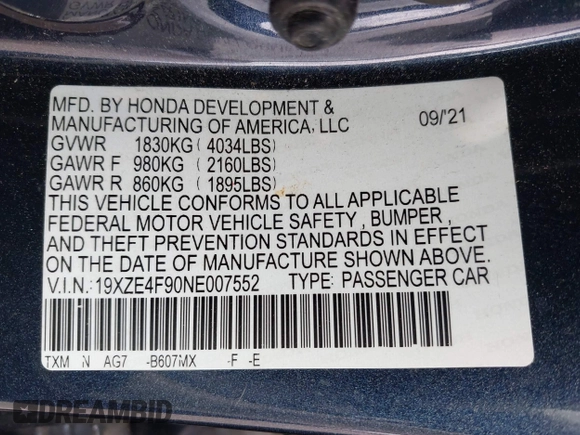 MFD. BY HONDA DEVELOPMENT &
MANUFACTURING OF AMERICA, LLC 09/'21
GVWR 1830KG ( 4034LBS)
GAWR F 980KG ( 2160LBS)
GAWR R 860KG ( 1895LBS)
THIS VEHICLE CONFORMS TO ALL APPLICABLE
FEDERAL MOTOR VEHICLE SAFETY , BUMPER ,
AND THEFT PREVENTION STANDARDS IN EFFECT
ON THE DATE OF MANUFACTURE SHOWN ABOVE.
V.I.N.: 19XZE4F90NE007552 TYPE: PASSENGER CAR
TXM N AG7 -B607MX -F -E
DREAMBID